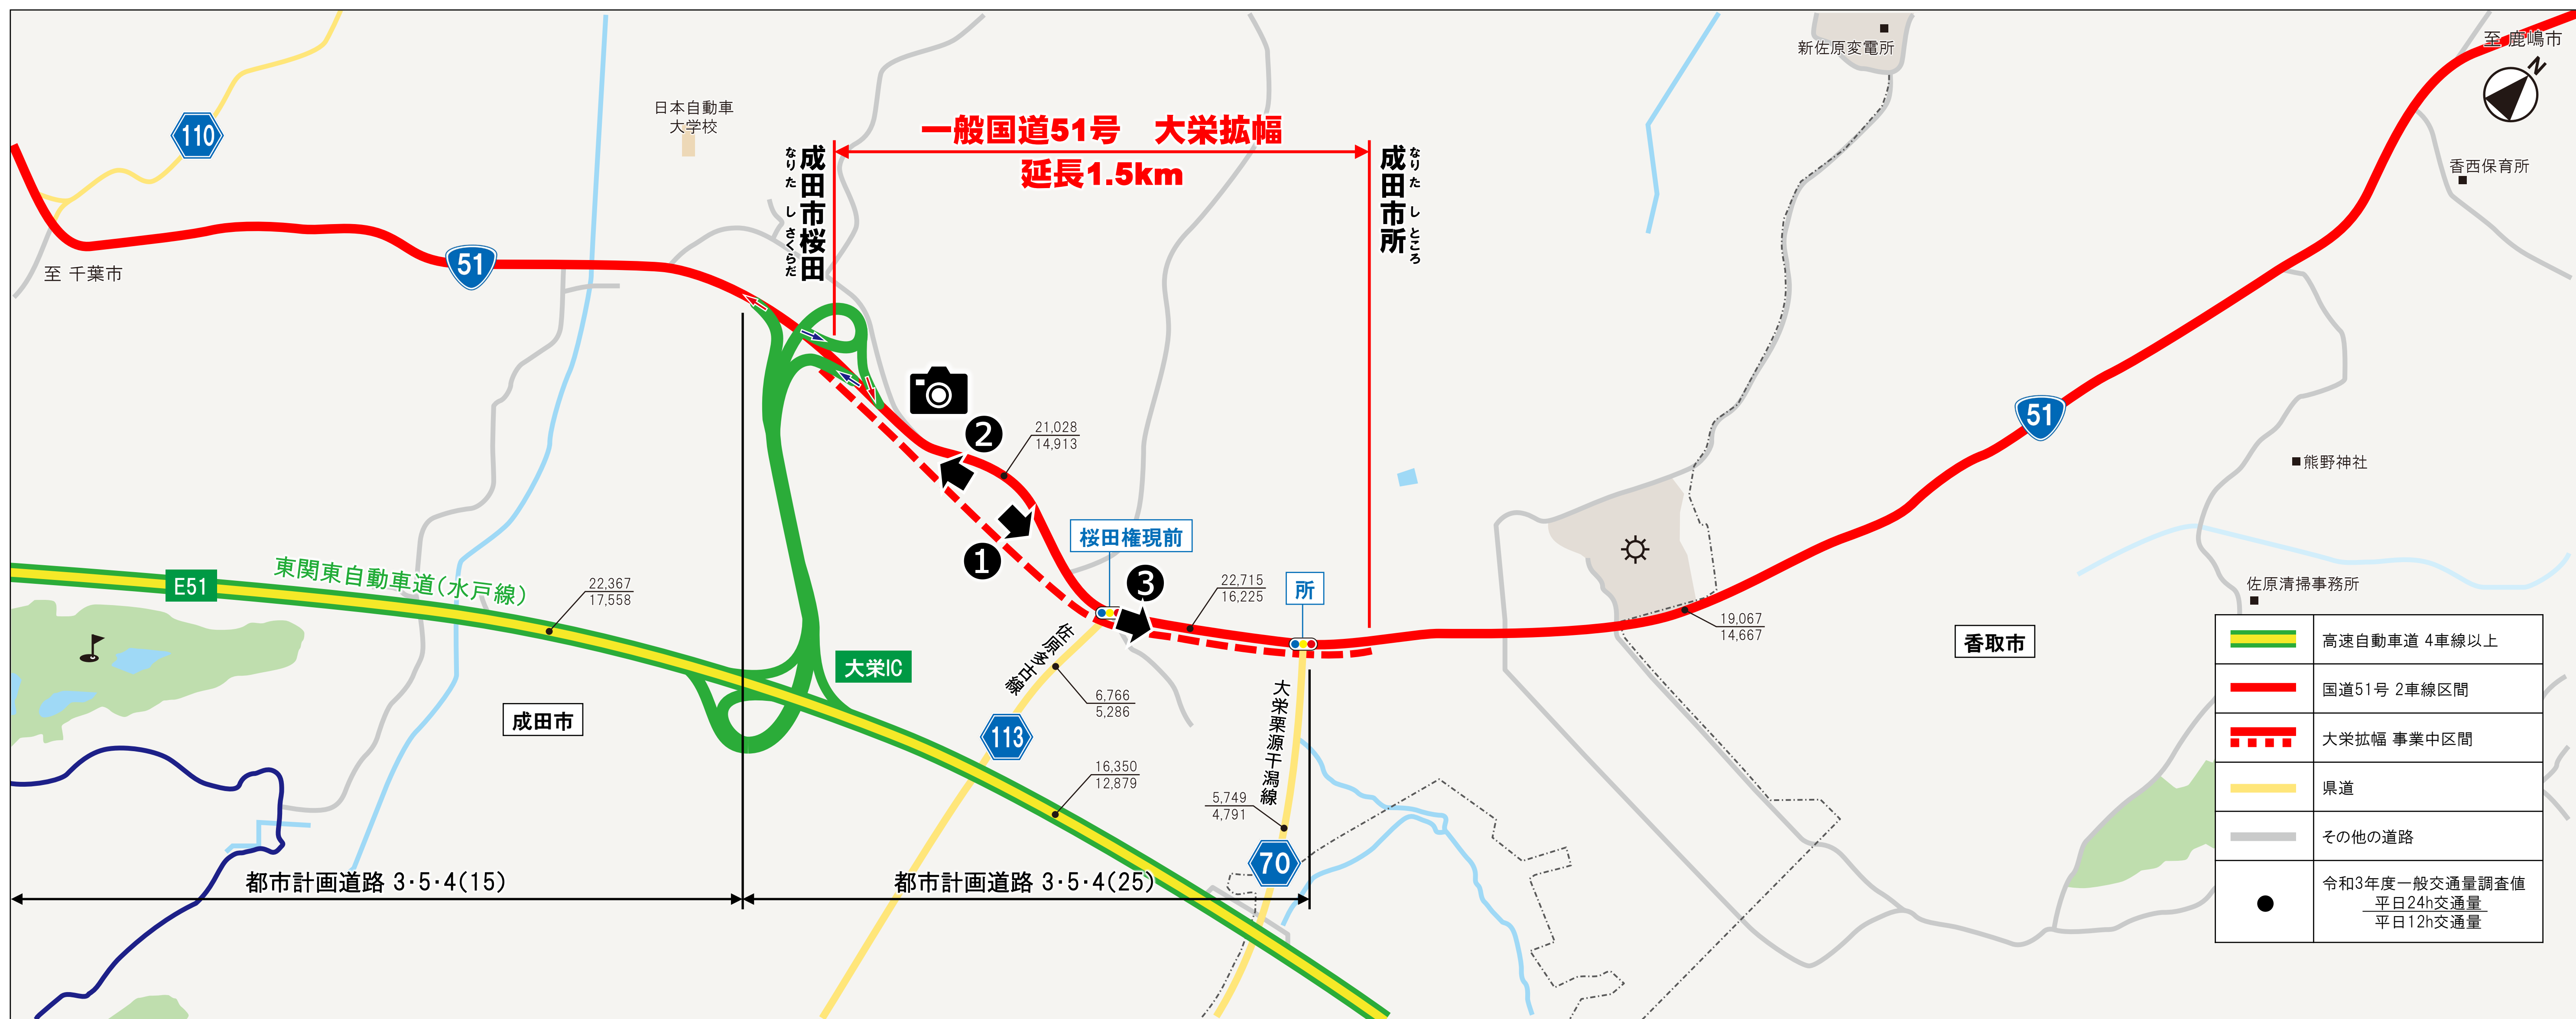 至 鹿嶋市
N
新佐原変電所
日本自動車
大学校
110
一般国道51号 大栄拡幅
延長1.5km
成田市桜田
なりた し さくらだ
成田市所
なりた し ところ
香西保育所
51
至 千葉市
51
21,028
14,913
2
熊野神社
桜田権現前
1
3
22,715
16,225
所
E51
東関東自動車道(水戸線)
22,367
17,558
佐原清掃事務所
19,067
14,667
香取市
佐原多古線
大栄IC
6,766
5,286
成田市
113
大栄栗源干潟線
16,350
12,879
5,749
4,791
70
都市計画道路 3・5・4(15)
都市計画道路 3・5・4(25)
高速自動車道 4車線以上
国道51号 2車線区間
大栄拡幅 事業中区間
県道
その他の道路
令和3年度一般交通量調査値
平日24h交通量
平日12h交通量